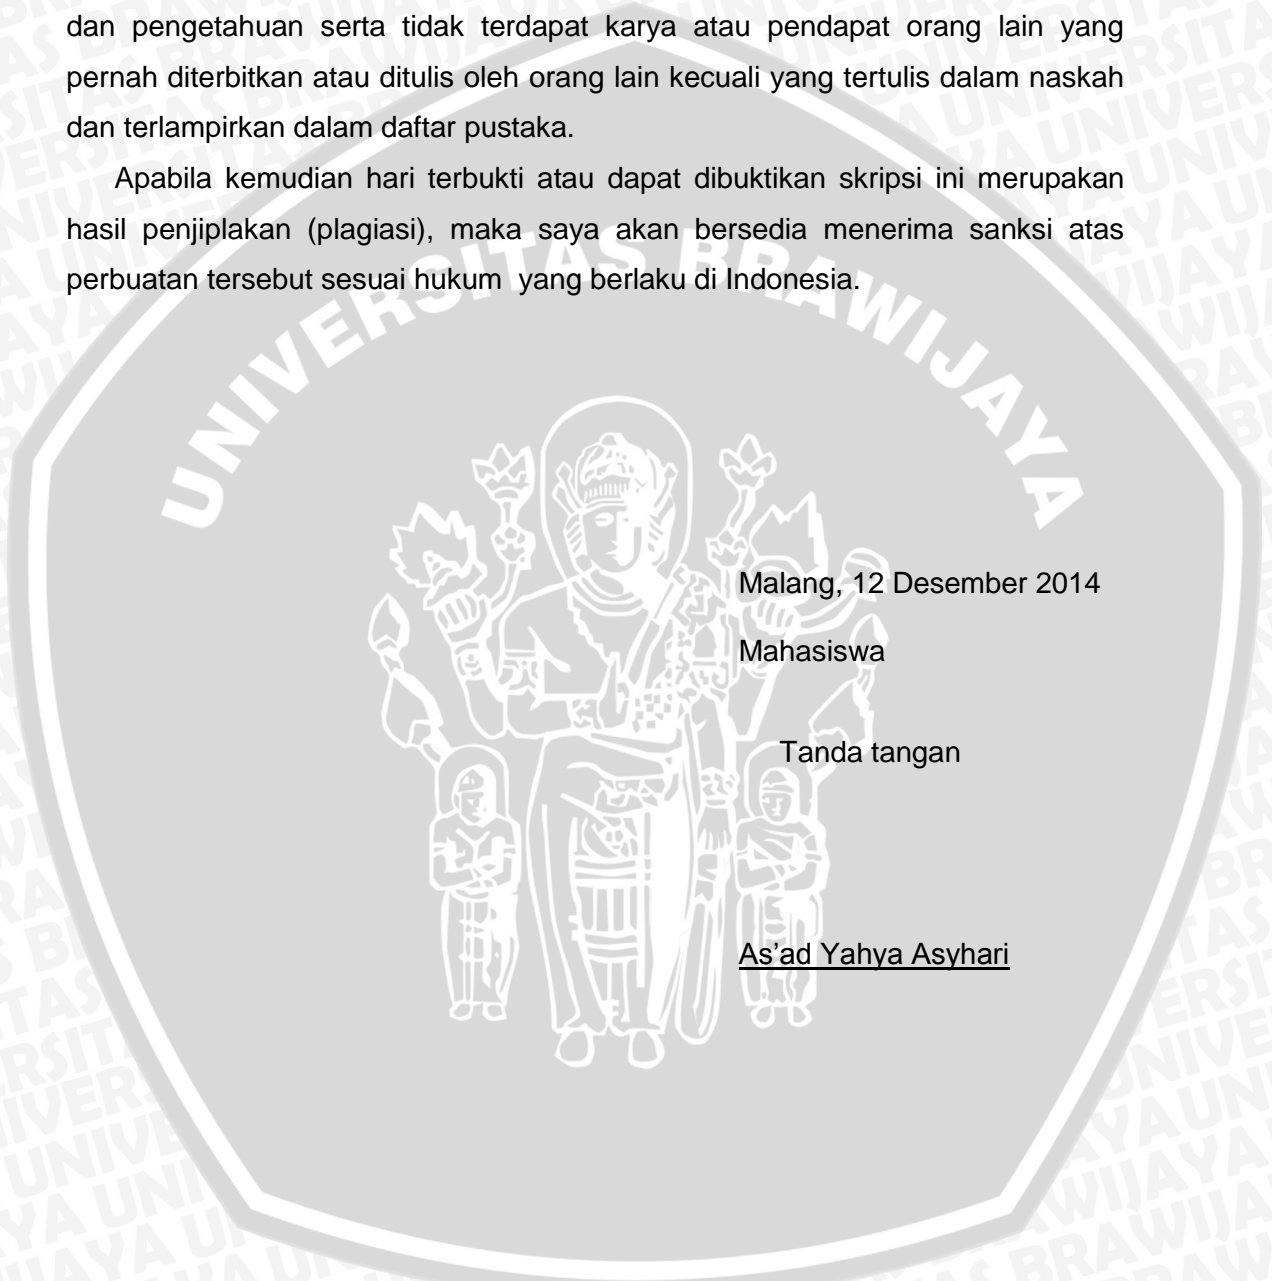 dan pengetahuan serta tidak terdapat karya atau pendapat orang lain yang
pernah diterbitkan atau ditulis oleh orang lain kecuali yang tertulis dalam naskah
dan terlampirkan dalam daftar pustaka.
Apabila kemudian hari terbukti atau dapat dibuktikan skripsi ini merupakan
hasil penjiplakan (plagiasi), maka saya akan bersedia menerima sanksi atas
perbuatan tersebut sesuai hukum  yang berlaku di Indonesia.
UNIVERSITAS BRAWIJAYA
Malang, 12 Desember 2014
Mahasiswa
Tanda tangan
As'ad Yahya Asyhari